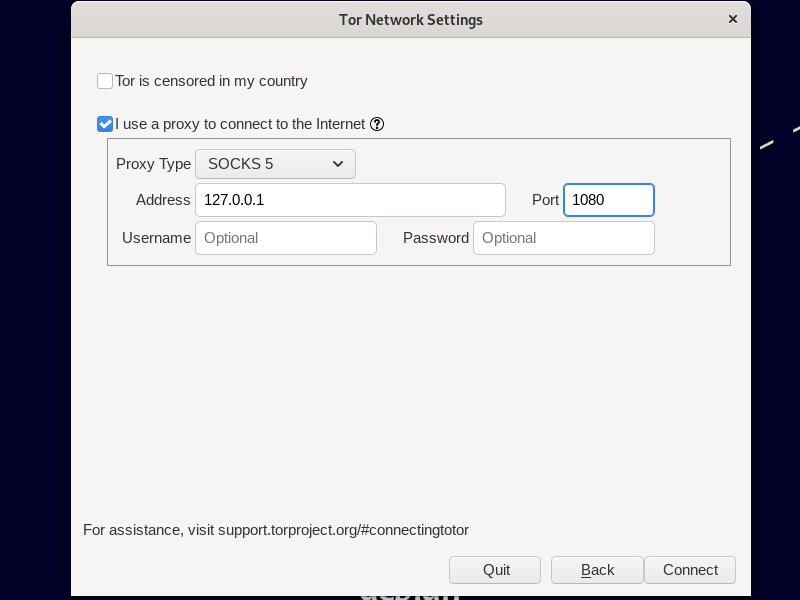 Tor Network Settings ×
Tor is censored in my country
I use a proxy to connect to the Internet ?
Proxy Type SOCKS 5
Address 127.0.0.1 Port 1080
Username Optional Password Optional
For assistance, visit support.torproject.org/#connectingtotor
Quit Back Connect